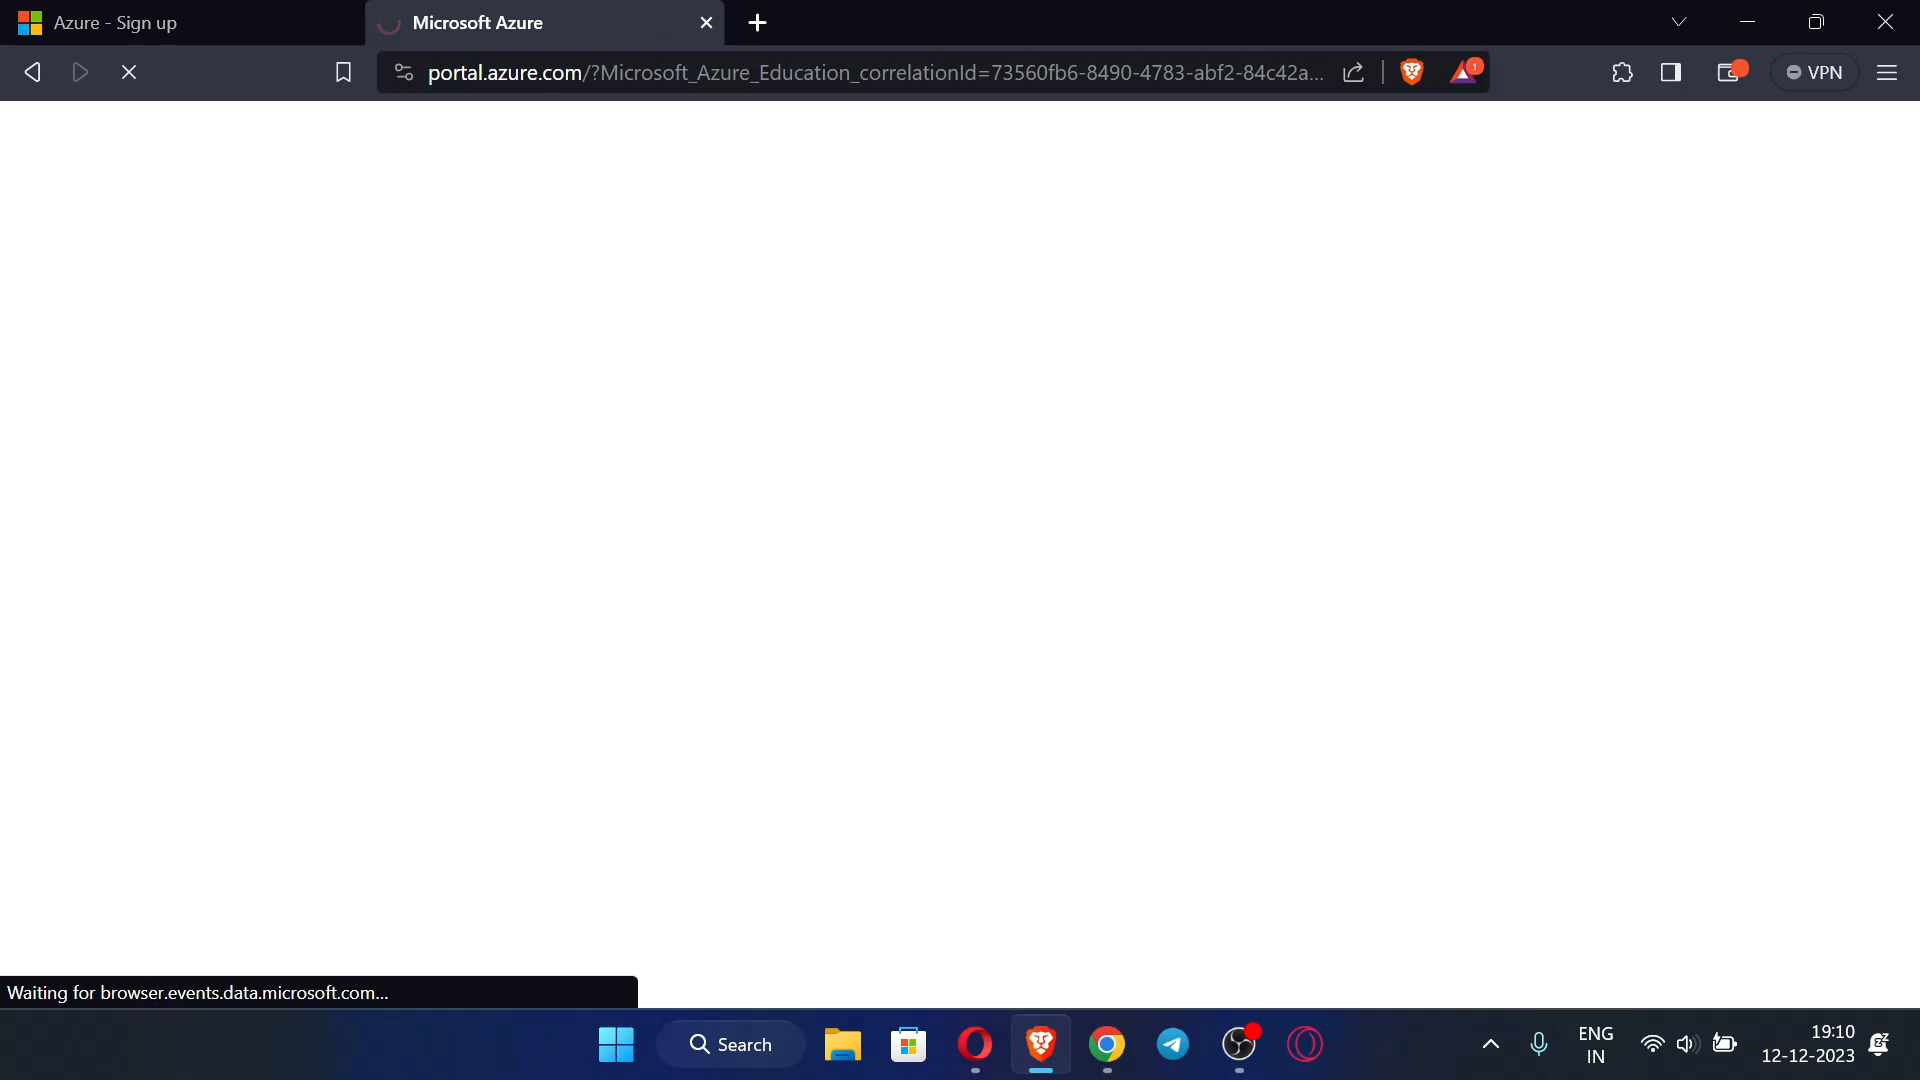 Azure - Sign up
Microsoft Azure
portal.azure.com/?Microsoft_Azure_Education_correlationId=73560fb6-8490-4783-abf2-84c42a...
1
VPN
Waiting for browser.events.data.microsoft.com...
Search
ENG
IN
19:10
12-12-2023